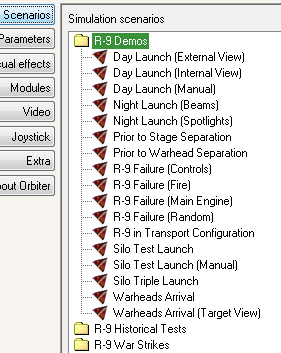 Scenarios
Parameters
ual effects
Modules
Video
Joystick
Extra
out Orbiter
Simulation scenarios
R-9 Demos
Day Launch (External View)
Day Launch (Internal View)
Day Launch (Manual)
Night Launch (Beams)
Night Launch (Spotlights)
Prior to Stage Separation
Prior to Warhead Separation
R-9 Failure (Controls)
R-9 Failure (Fire)
R-9 Failure (Main Engine)
R-9 Failure (Random)
R-9 in Transport Configuration
Silo Test Launch
Silo Test Launch (Manual)
Silo Triple Launch
Warheads Arrival
Warheads Arrival (Target View)
R-9 Historical Tests
R-9 War Strikes